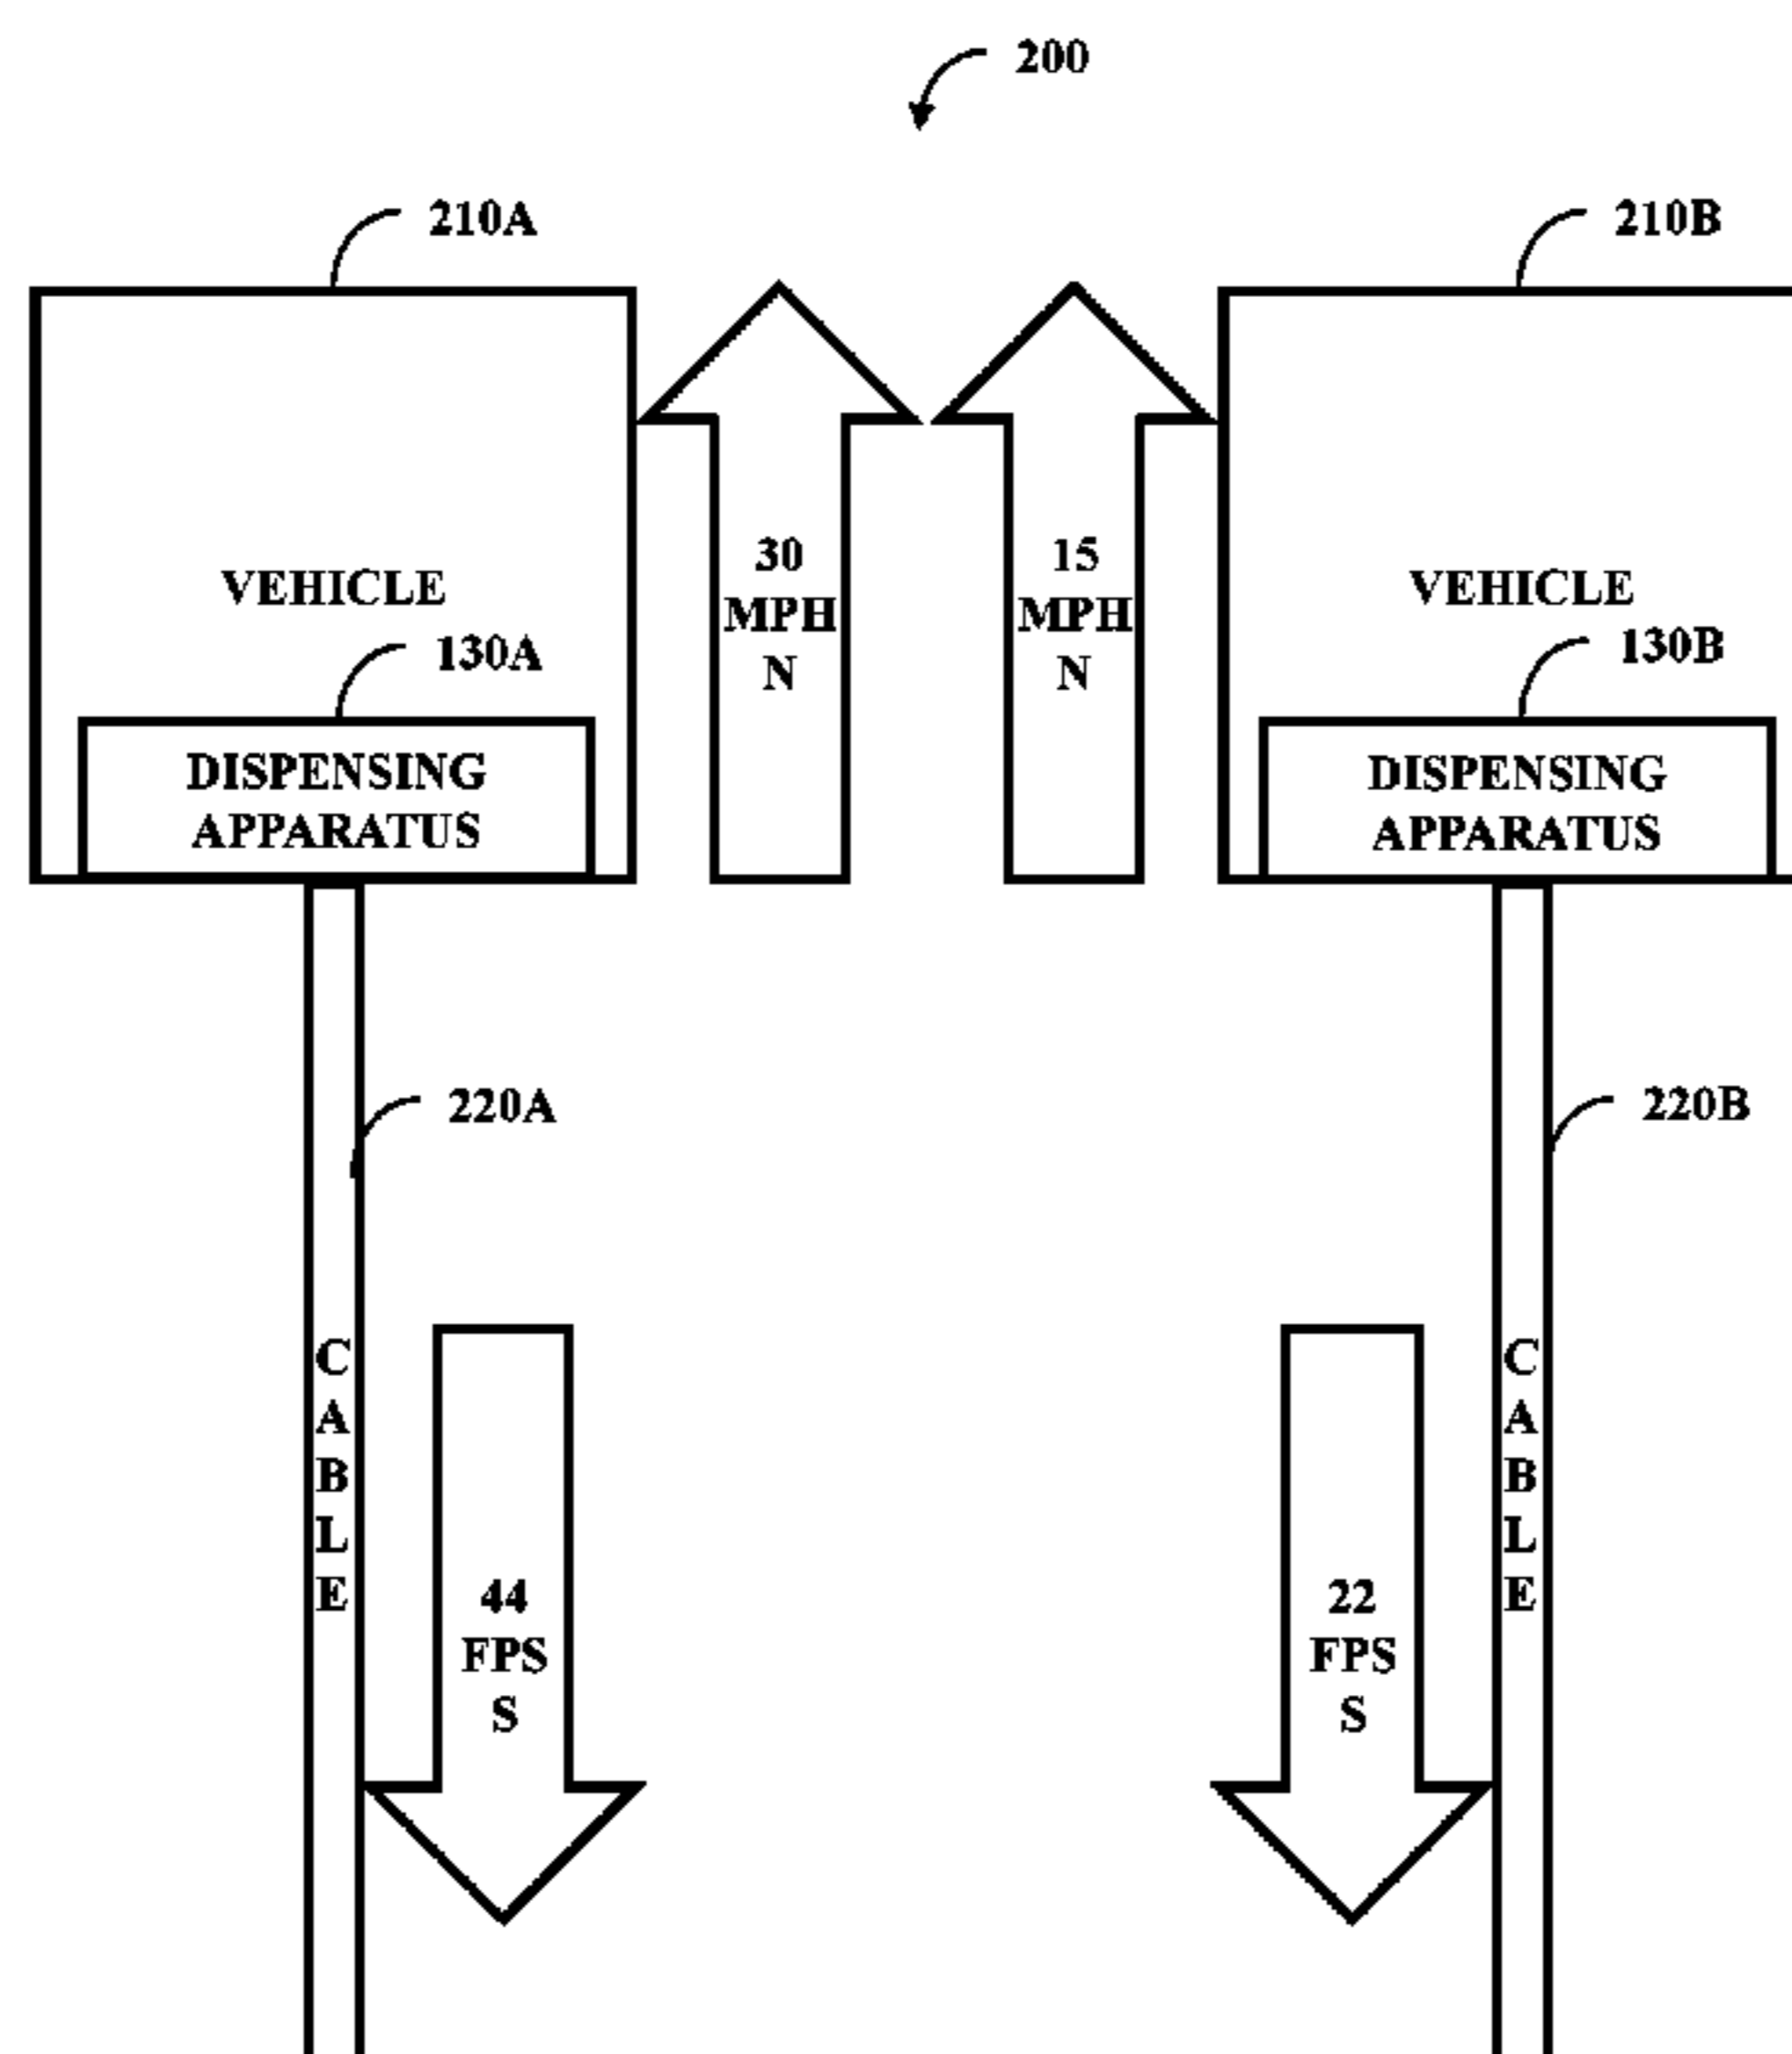 200
210A
210B
30
MPH
N
15
MPH
N
VEHICLE
VEHICLE
130A
130B
DISPENSING
APPARATUS
DISPENSING
APPARATUS
220A
220B
C
A
B
L
E
44
FPS
S
22
FPS
S
C
A
B
L
E